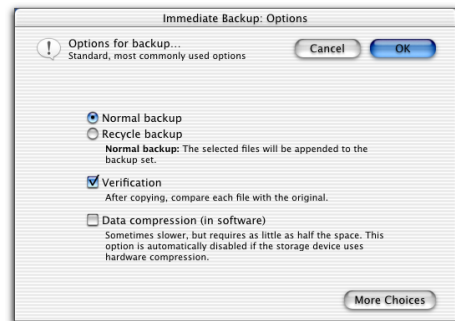 Immediate Backup: Options
Options for backup...
Standard, most commonly used options
Cancel
OK
Normal backup
Recycle backup
Normal backup: The selected files will be appended to the
backup set.
Verification
After copying, compare each file with the original.
Data compression (in software)
Sometimes slower, but requires as little as half the space. This
option is automatically disabled if the storage device uses
hardware compression.
More Choices